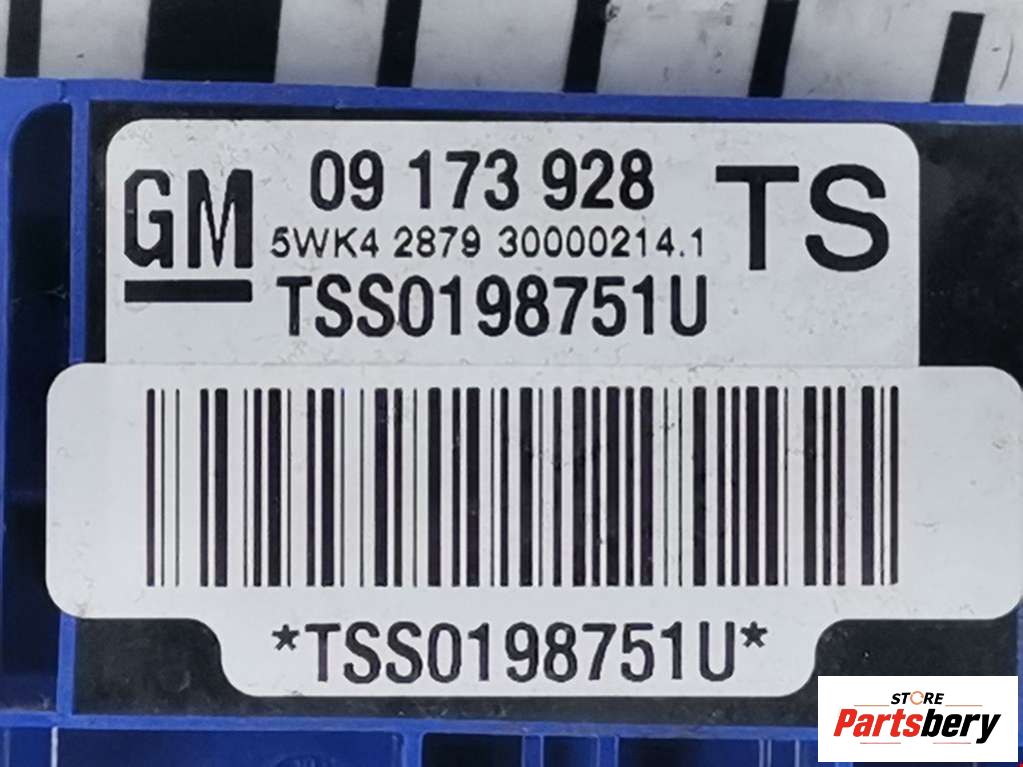 GM
09 173 928
TS
5WK4 2879 30000214.1
TSS0198751U
*TSS0198751U*
STORE
Partsbery